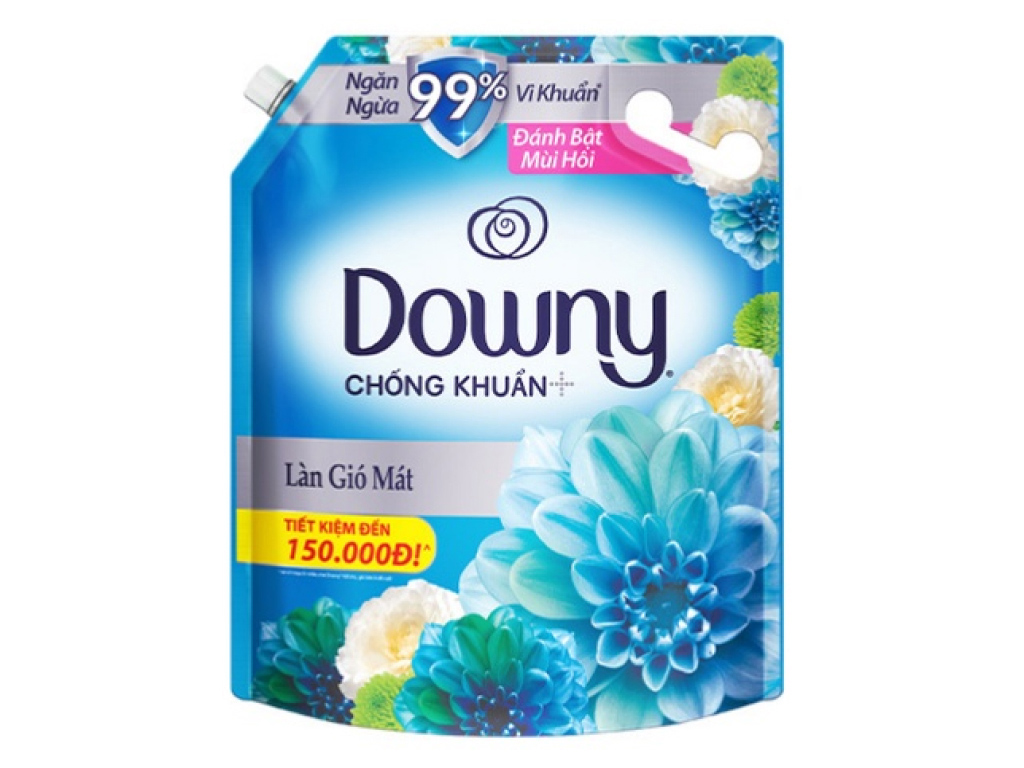 Ngăn
Ngừa
99%
Vi Khuẩn*
Đánh Bật
Mùi Hôi
Downy®
CHỐNG KHUẨN+
Làn Gió Mát
TIẾT KIỆM ĐẾN
150.000Đ!^